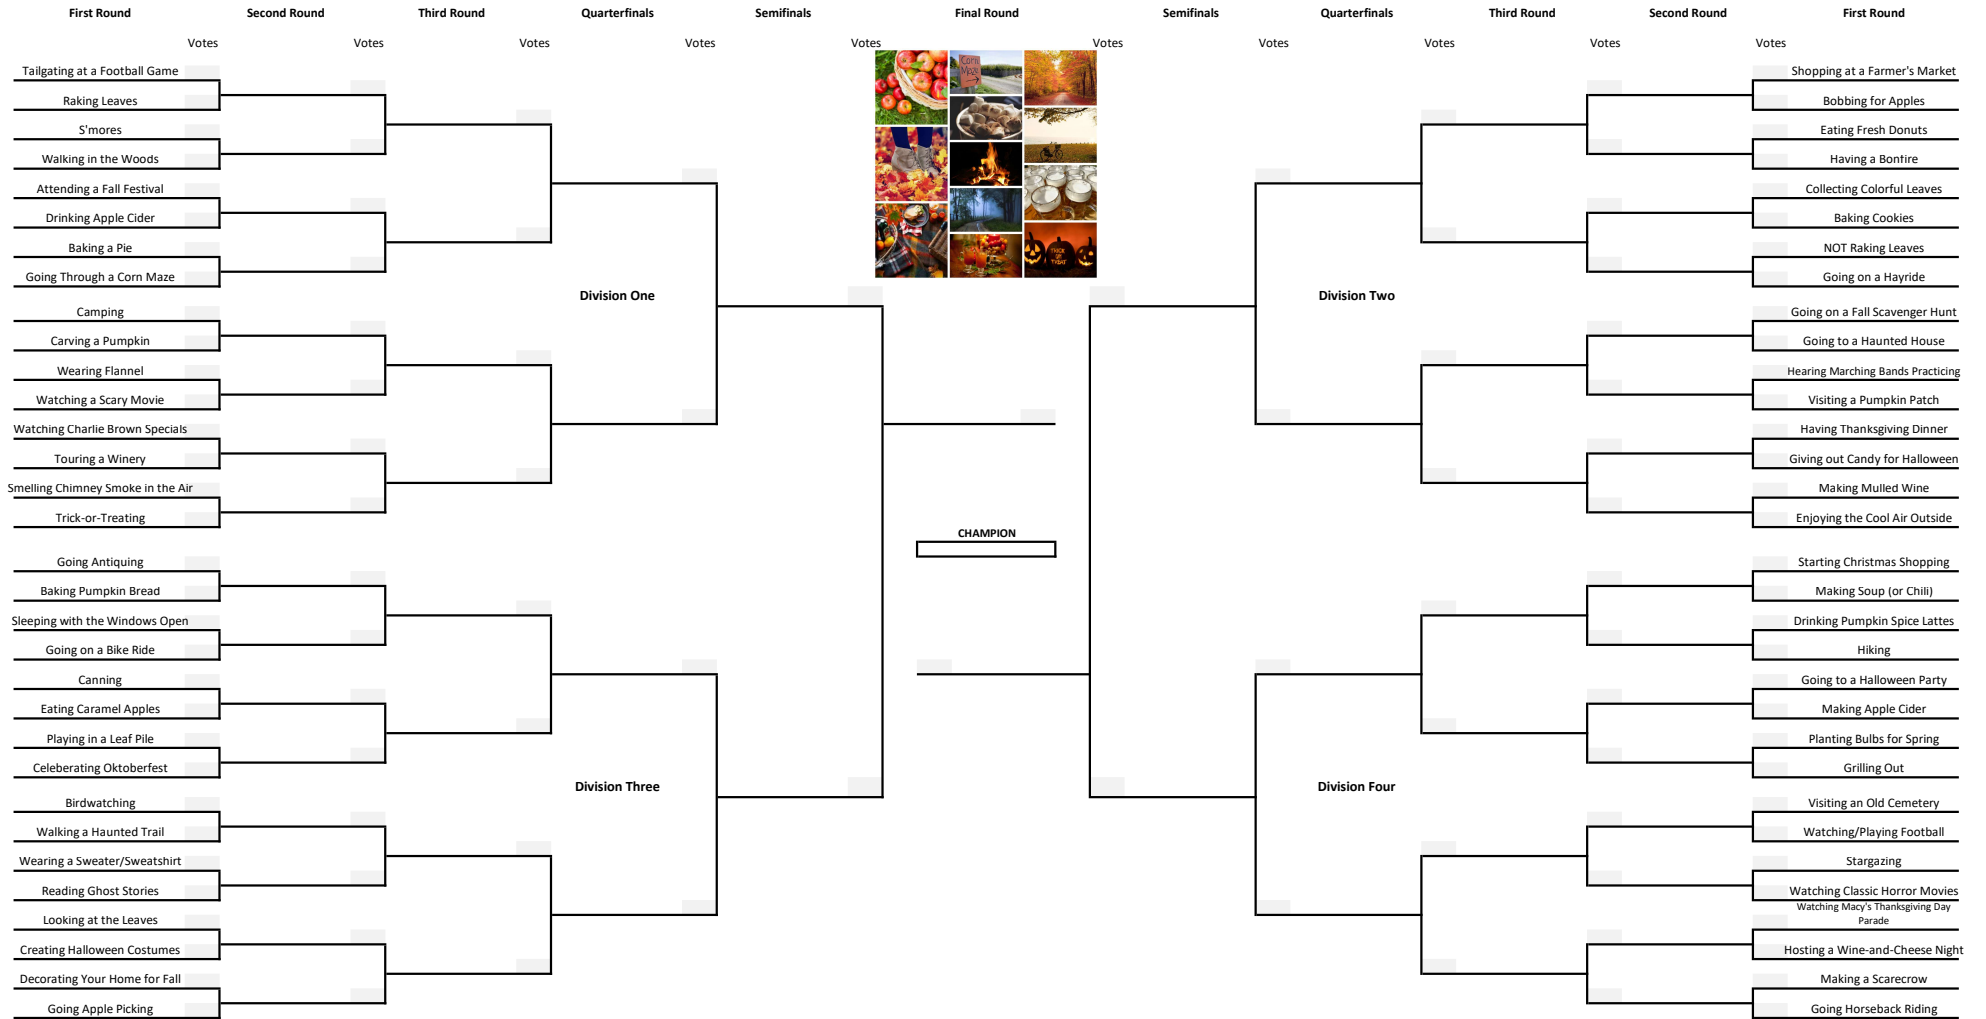 First Round Second Round Third Round Quarterfinals Semifinals Final Round Semifinals Quarterfinals Third Round Second Round First Round
Votes Votes Votes Votes Votes Votes Votes Votes Votes Votes
Tailgating at a Football Game
Raking Leaves
S'mores
Walking in the Woods
Attending a Fall Festival
Drinking Apple Cider
Baking a Pie
Going Through a Corn Maze
Division One
Camping
Carving a Pumpkin
Wearing Flannel
Watching a Scary Movie
Watching Charlie Brown Specials
Touring a Winery
Smelling Chimney Smoke in the Air
Trick-or-Treating
Going Antiquing
Baking Pumpkin Bread
Sleeping with the Windows Open
Going on a Bike Ride
Canning
Eating Caramel Apples
Playing in a Leaf Pile
Celeberating Oktoberfest
Division Three
Birdwatching
Walking a Haunted Trail
Wearing a Sweater/Sweatshirt
Reading Ghost Stories
Looking at the Leaves
Creating Halloween Costumes
Decorating Your Home for Fall
Going Apple Picking
Corn
Maze
TRICK
OR
TREAT
CHAMPION
Shopping at a Farmer's Market
Bobbing for Apples
Eating Fresh Donuts
Having a Bonfire
Collecting Colorful Leaves
Baking Cookies
NOT Raking Leaves
Going on a Hayride
Division Two
Going on a Fall Scavenger Hunt
Going to a Haunted House
Hearing Marching Bands Practicing
Visiting a Pumpkin Patch
Having Thanksgiving Dinner
Giving out Candy for Halloween
Making Mulled Wine
Enjoying the Cool Air Outside
Starting Christmas Shopping
Making Soup (or Chili)
Drinking Pumpkin Spice Lattes
Hiking
Going to a Halloween Party
Making Apple Cider
Planting Bulbs for Spring
Grilling Out
Division Four
Visiting an Old Cemetery
Watching/Playing Football
Stargazing
Watching Classic Horror Movies
Watching Macy's Thanksgiving Day
Parade
Hosting a Wine-and-Cheese Night
Making a Scarecrow
Going Horseback Riding